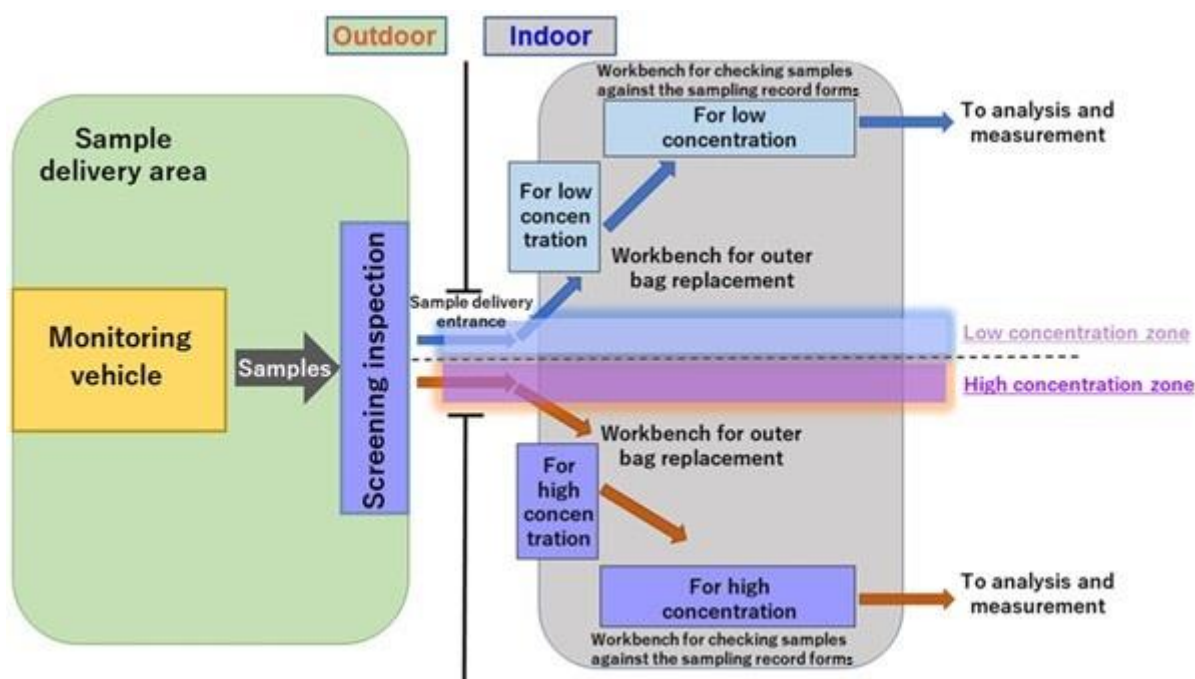 Outdoor
Indoor
Sample
delivery area
Monitoring
vehicle
Samples
Screening inspection
Sample delivery
entrance
Workbench for checking samples
against the sampling record forms
For low
concentration
To analysis and
measurement
For low
concen
tration
Workbench for outer
bag replacement
Low concentration zone
High concentration zone
Workbench for outer
bag replacement
For
high
concen
tration
For high
concentration
To analysis and
measurement
Workbench for checking samples
against the sampling record forms